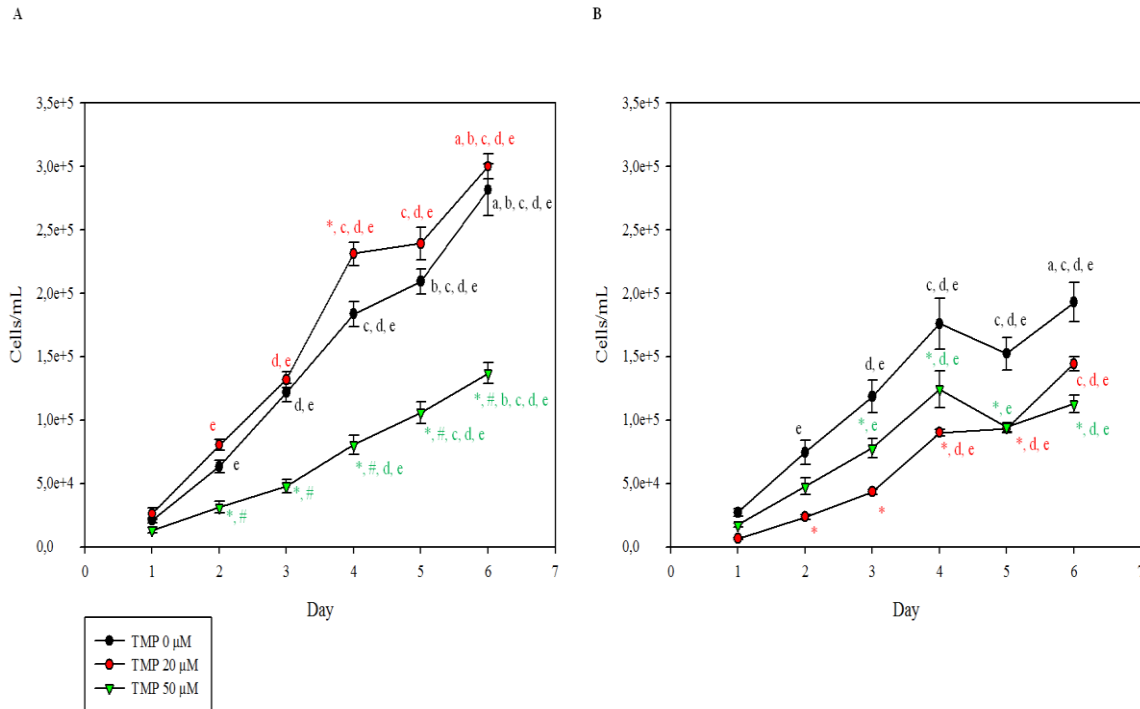 A
B
3,5e+5
3,0e+5
2,5e+5
2,0e+5
1,5e+5
1,0e+5
5,0e+4
0,0
Cells/mL
0 1 2 3 4 5 6 7
Day
a, b, c, d, e
a, b, c, d, e
*, c, d, e
c, d, e
b, c, d, e
c, d, e
d, e
d, e
e
e
*, #, b, c, d, e
*, #, c, d, e
*, #, d, e
*, #
*, #
3,5e+5
3,0e+5
2,5e+5
2,0e+5
1,5e+5
1,0e+5
5,0e+4
0,0
Cells/mL
0 1 2 3 4 5 6 7
Day
a, c, d, e
c, d, e
c, d, e
d, e
e
*, d, e
*, e
*, e
c, d, e
*, d, e
*, d, e
*, d, e
*
*
TMP 0 µM
TMP 20 µM
TMP 50 µM